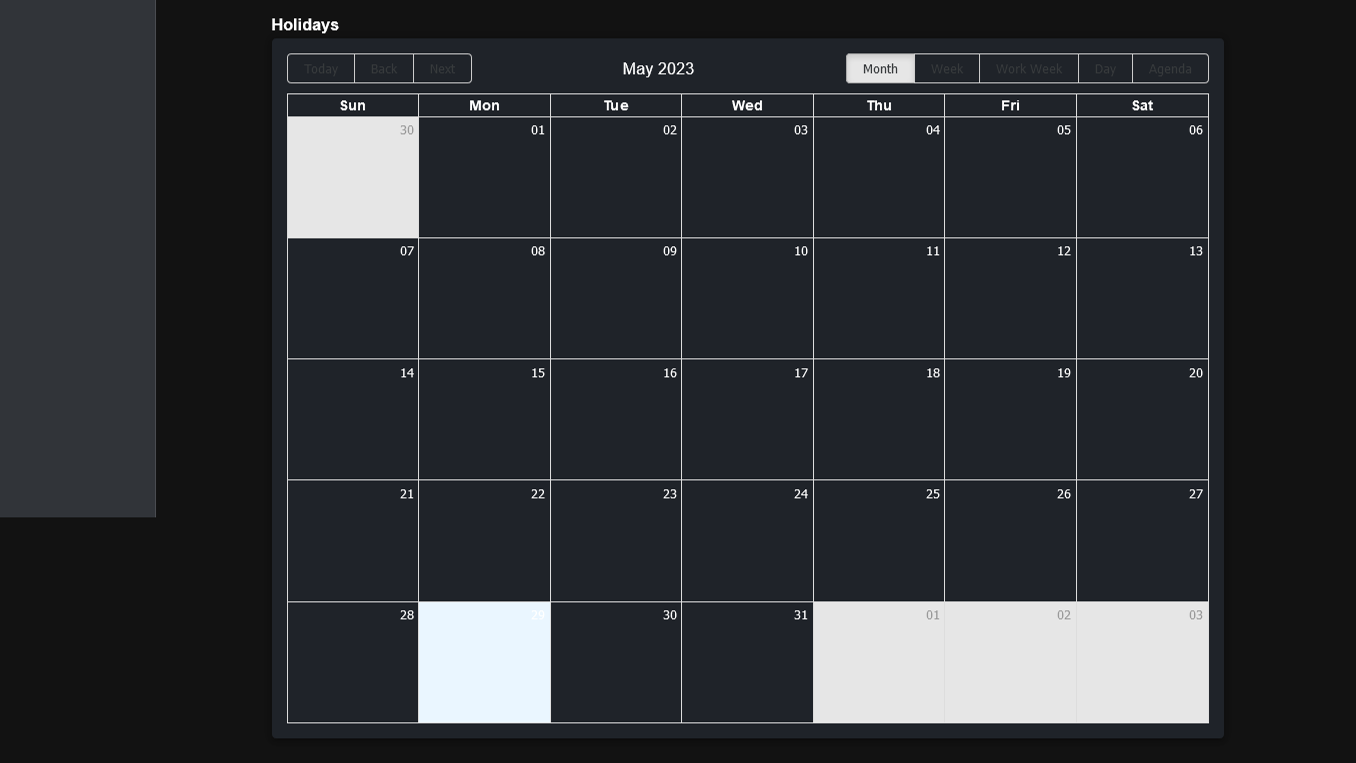 Holidays
Today Back Next May 2023 Month Week Work Week Day Agenda
Sun Mon Tue Wed Thu Fri Sat
30 01 02 03 04 05 06
07 08 09 10 11 12 13
14 15 16 17 18 19 20
21 22 23 24 25 26 27
28 29 30 31 01 02 03